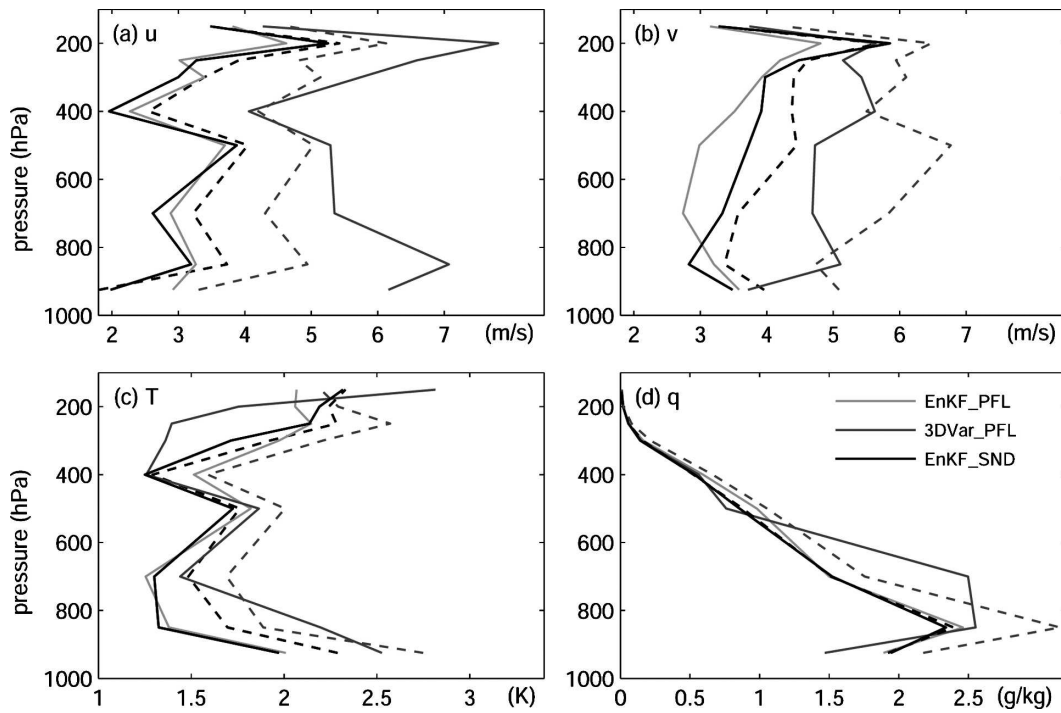 (a) u
pressure (hPa)
200
400
600
800
1000
2 3 4 5 6 7 (m/s)
(b) v
200
400
600
800
1000
2 3 4 5 6 7 (m/s)
(c) T
pressure (hPa)
200
400
600
800
1000
1 1.5 2 2.5 3 (K)
(d) q
EnKF_PFL
3DVar_PFL
EnKF_SND
200
400
600
800
1000
0 0.5 1 1.5 2 2.5 (g/kg)